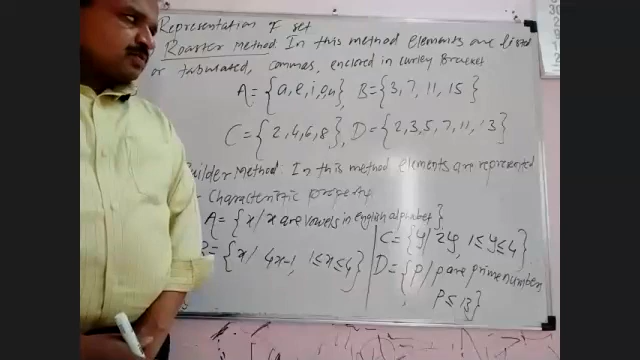 Representation of set
Roaster Method: In this method elements are listed
or tabulated, commas, enclosed in curley Bracket
A = {a, e, i, o, u}, B = {3, 7, 11, 15}
C = {2, 4, 6, 8}, D = {2, 3, 5, 7, 11, 13}
uilder Method: In this method elements are represented
Characteristic property
A = {x / x are vowels in english alphabet}
B = {x / 4x-1, 1 ≤ x ≤ 4}
C = {y / 2y, 1 ≤ y ≤ 4}
D = {p / p are prime numbers,
p ≤ 13}